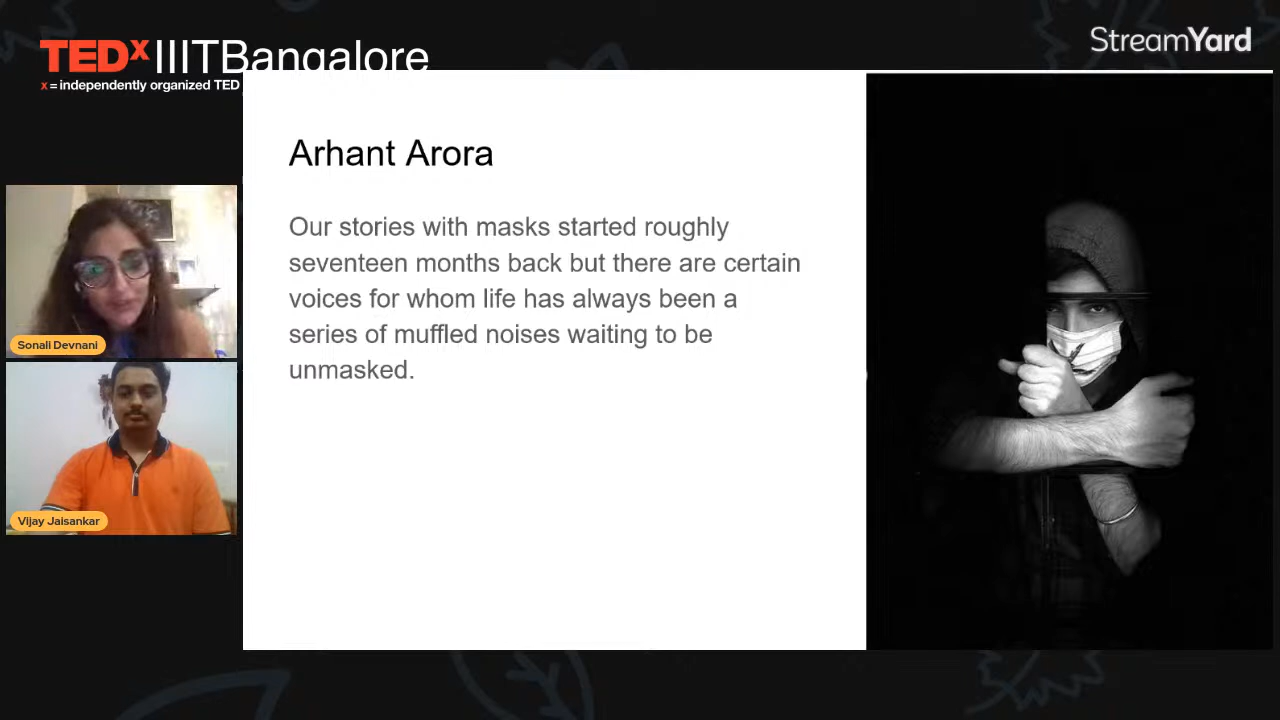 TEDx IIITBangalore
x = independently organized TED
StreamYard
Arhant Arora
Our stories with masks started roughly
seventeen months back but there are certain
voices for whom life has always been a
series of muffled noises waiting to be
unmasked.
Sonali Devnani
Vijay Jaisankar